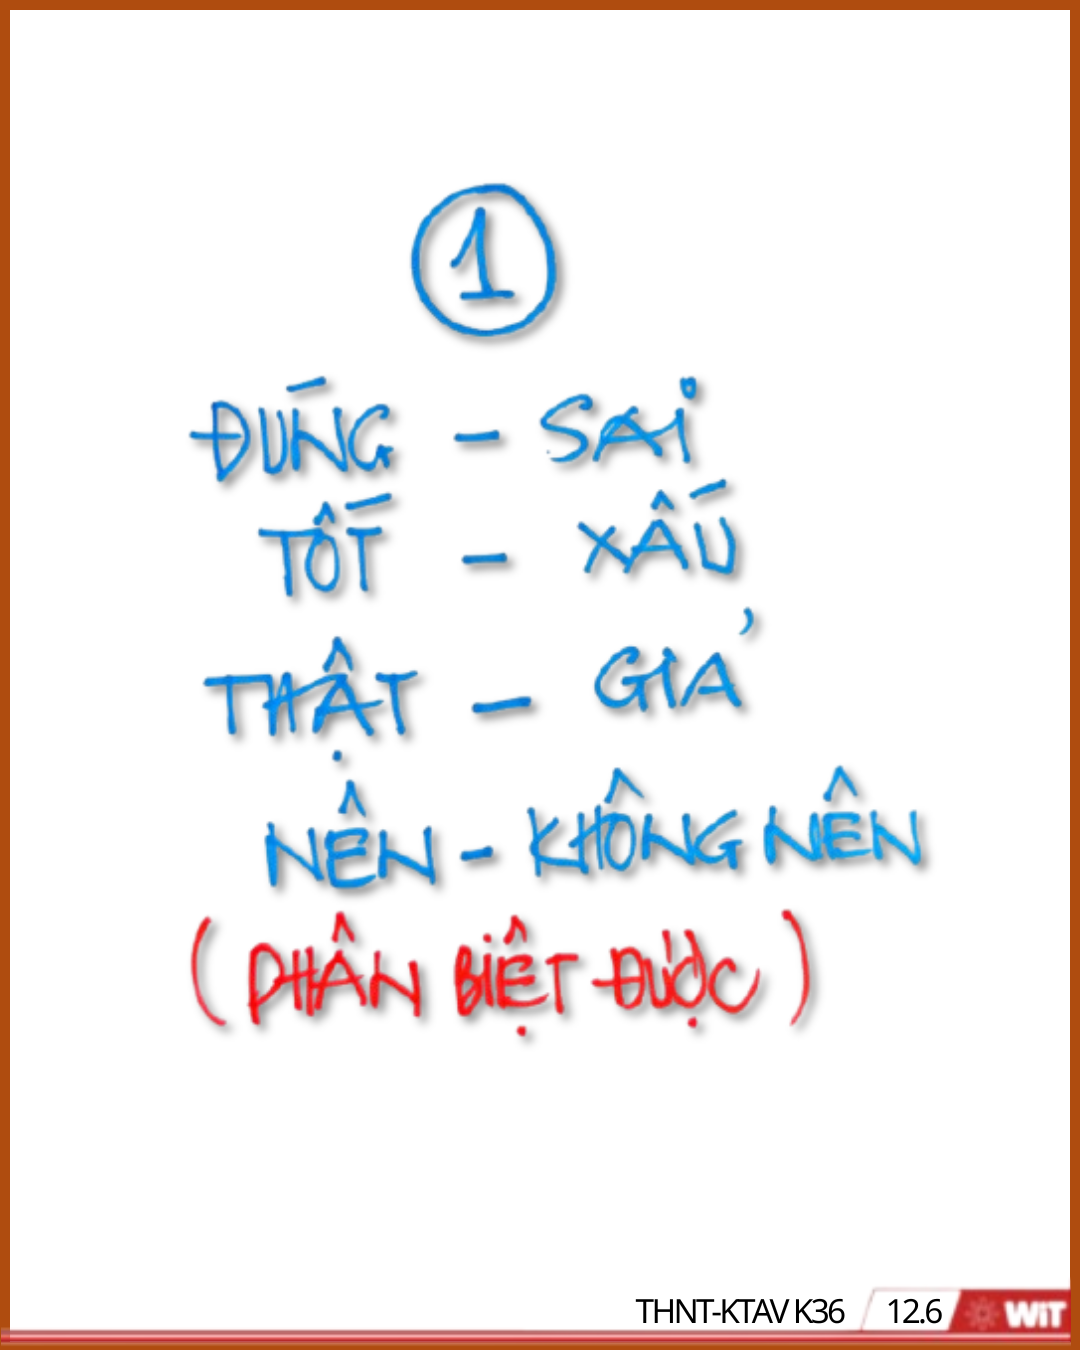 1
ĐÚNG - SAi
TỐT - XẤU
THẬT - GIẢ
NÊN - KHÔNG NÊN
(PHÂN BiỆT ĐƯỢC)
THNT-KTAV K36 12.6 WiT